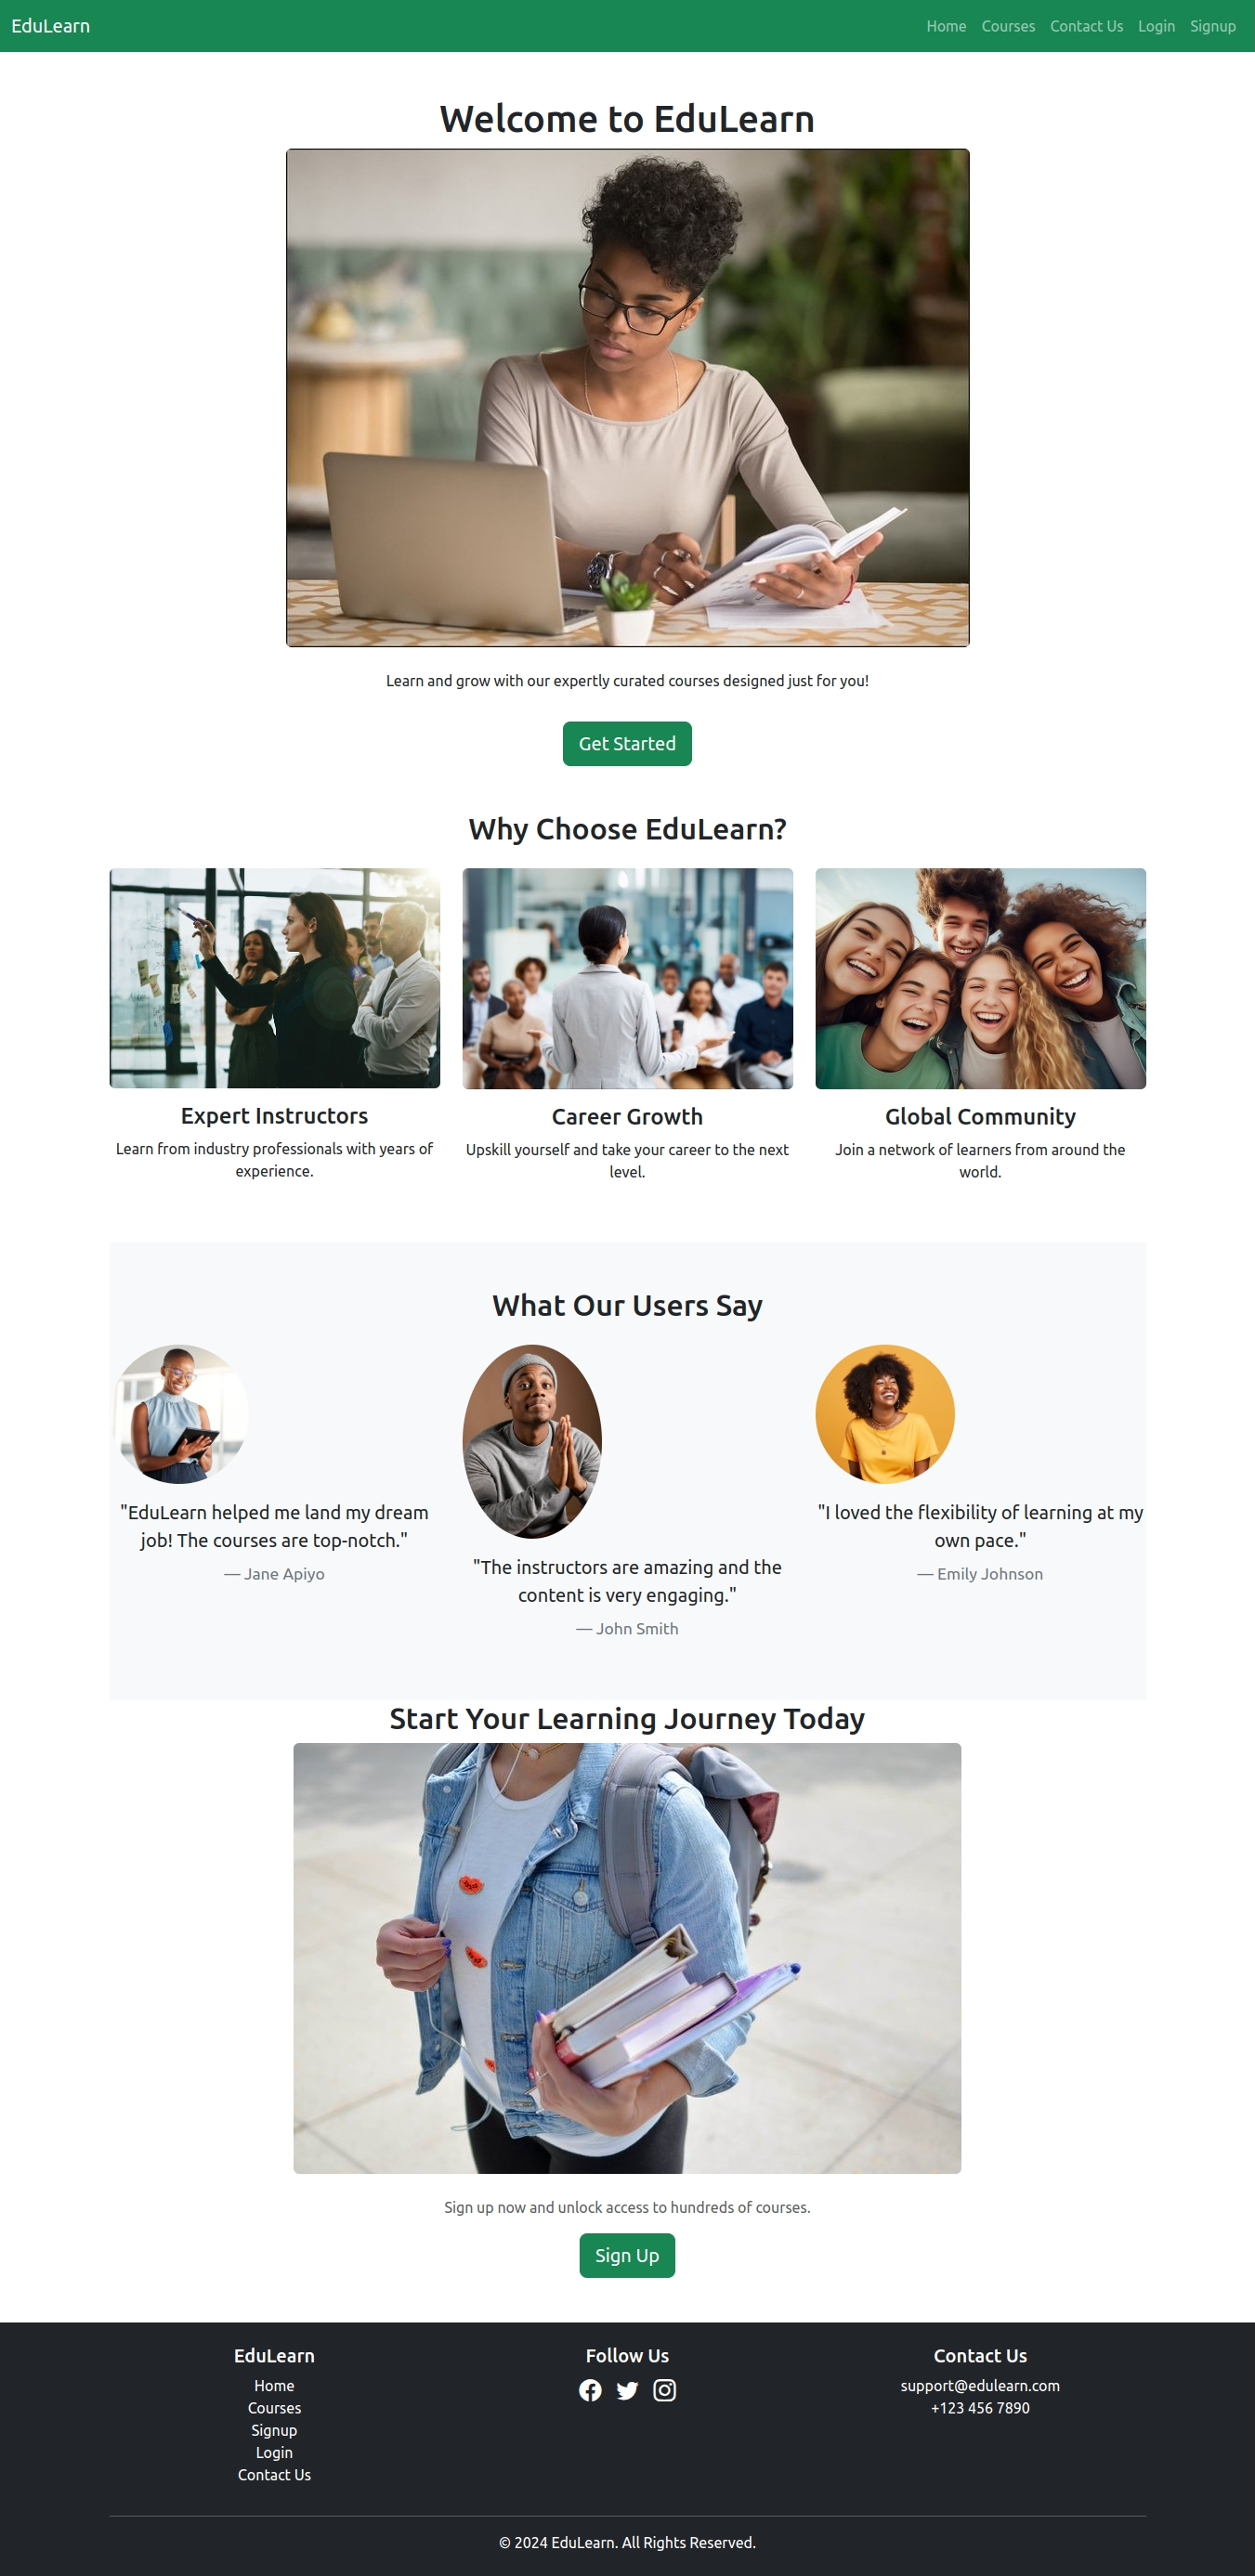 EduLearn
Home Courses Contact Us Login Signup
Welcome to EduLearn
Learn and grow with our expertly curated courses designed just for you!
Get Started
Why Choose EduLearn?
Expert Instructors
Learn from industry professionals with years of
experience.
Career Growth
Upskill yourself and take your career to the next
level.
Global Community
Join a network of learners from around the
world.
What Our Users Say
"EduLearn helped me land my dream
job! The courses are top-notch."
— Jane Apiyo
"The instructors are amazing and the
content is very engaging."
— John Smith
"I loved the flexibility of learning at my
own pace."
— Emily Johnson
Start Your Learning Journey Today
Sign up now and unlock access to hundreds of courses.
Sign Up
EduLearn
Home
Courses
Signup
Login
Contact Us
Follow Us
Contact Us
support@edulearn.com
+123 456 7890
© 2024 EduLearn. All Rights Reserved.